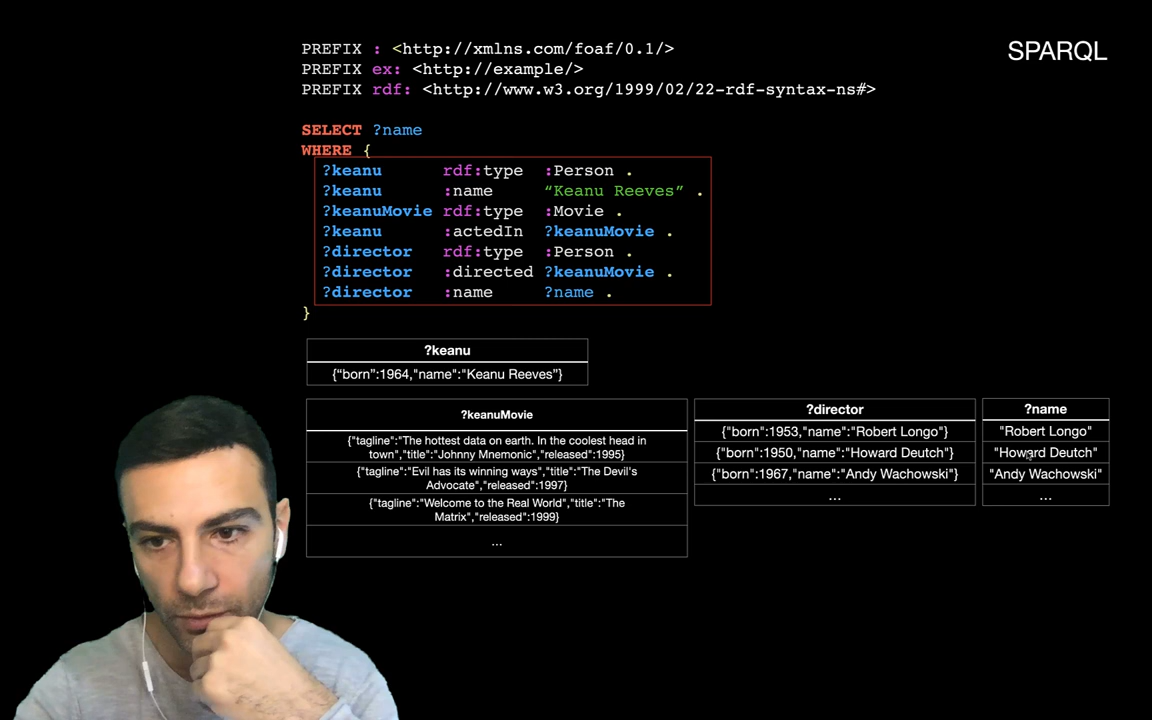 SPARQL
PREFIX : <http://xmlns.com/foaf/0.1/>
PREFIX ex: <http://example/>
PREFIX rdf: <http://www.w3.org/1999/02/22-rdf-syntax-ns#>
SELECT ?name
WHERE {
?keanu rdf:type :Person .
?keanu :name “Keanu Reeves” .
?keanuMovie rdf:type :Movie .
?keanu :actedIn ?keanuMovie .
?director rdf:type :Person .
?director :directed ?keanuMovie .
?director :name ?name .
}
?keanu
{“born”:1964,"name":"Keanu Reeves”}
?keanuMovie
{"tagline":"The hottest data on earth. In the coolest head in
town","title":"Johnny Mnemonic","released":1995}
{"tagline":"Evil has its winning ways","title":"The Devil's
Advocate","released":1997}
{"tagline":"Welcome to the Real World","title":"The
Matrix","released":1999}
...
?director
{"born":1953,"name":"Robert Longo"}
{"born":1950,"name":"Howard Deutch"}
{"born":1967,"name":"Andy Wachowski"}
...
?name
"Robert Longo"
"Howard Deutch"
"Andy Wachowski"
...